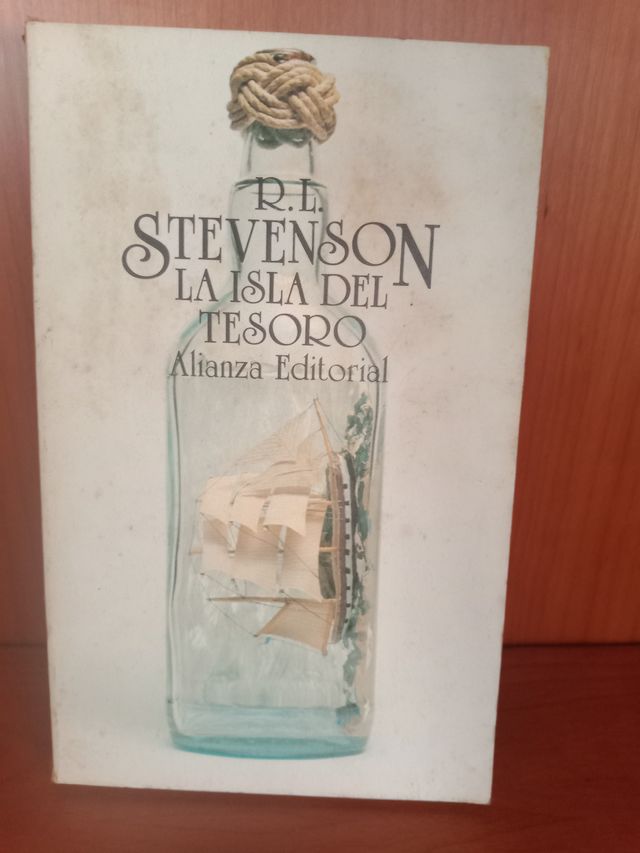 R.L.
STEVENSON
LA ISLA DEL
TESORO
Alianza Editorial